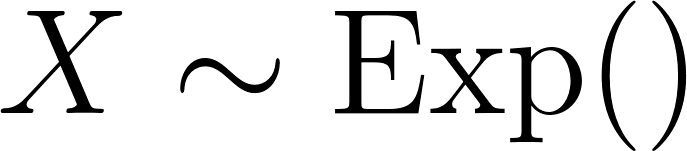 X ∼ Exp()